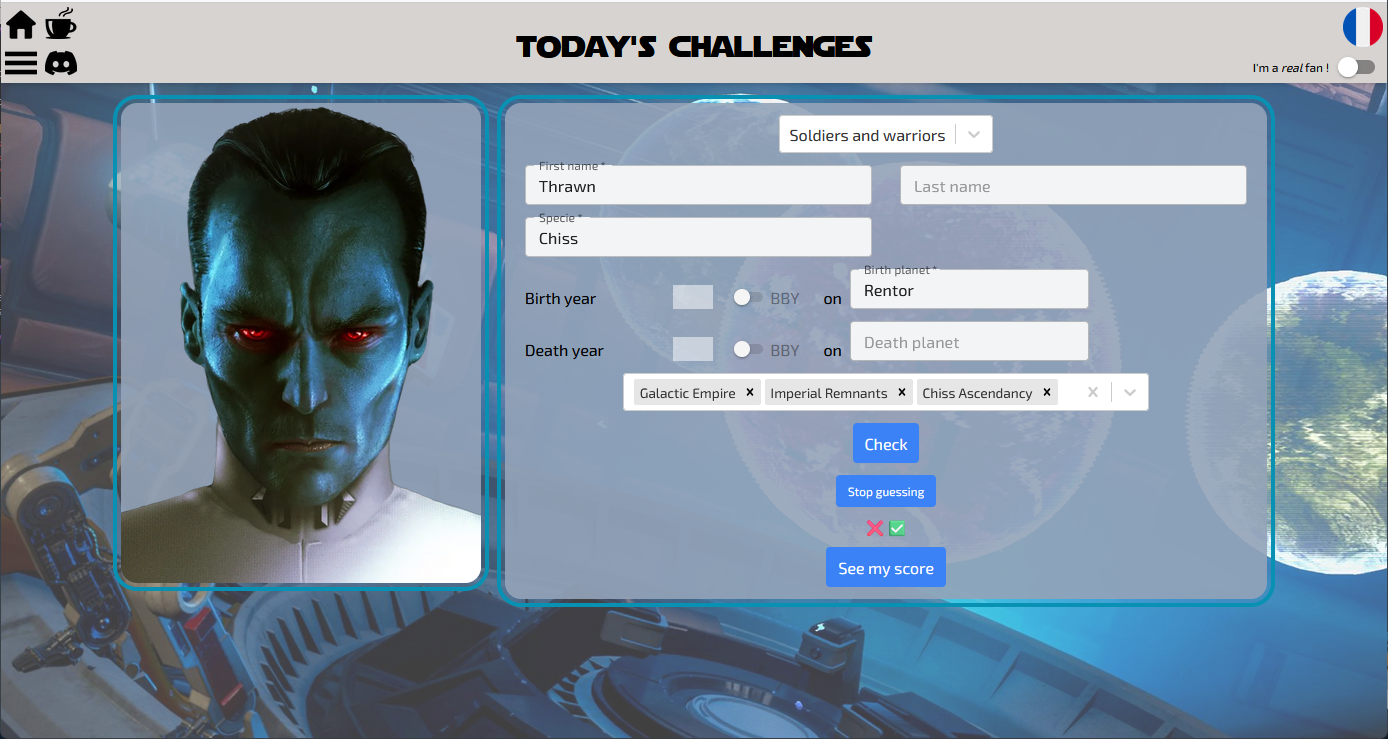 TODAY'S CHALLENGES
I'm a real fan !
Soldiers and warriors
First name *
Thrawn
Last name
Specie *
Chiss
Birth planet *
Birth year BBY on Rentor
Death year BBY on Death planet
Galactic Empire x Imperial Remnants x Chiss Ascendancy x
Check
Stop guessing
See my score